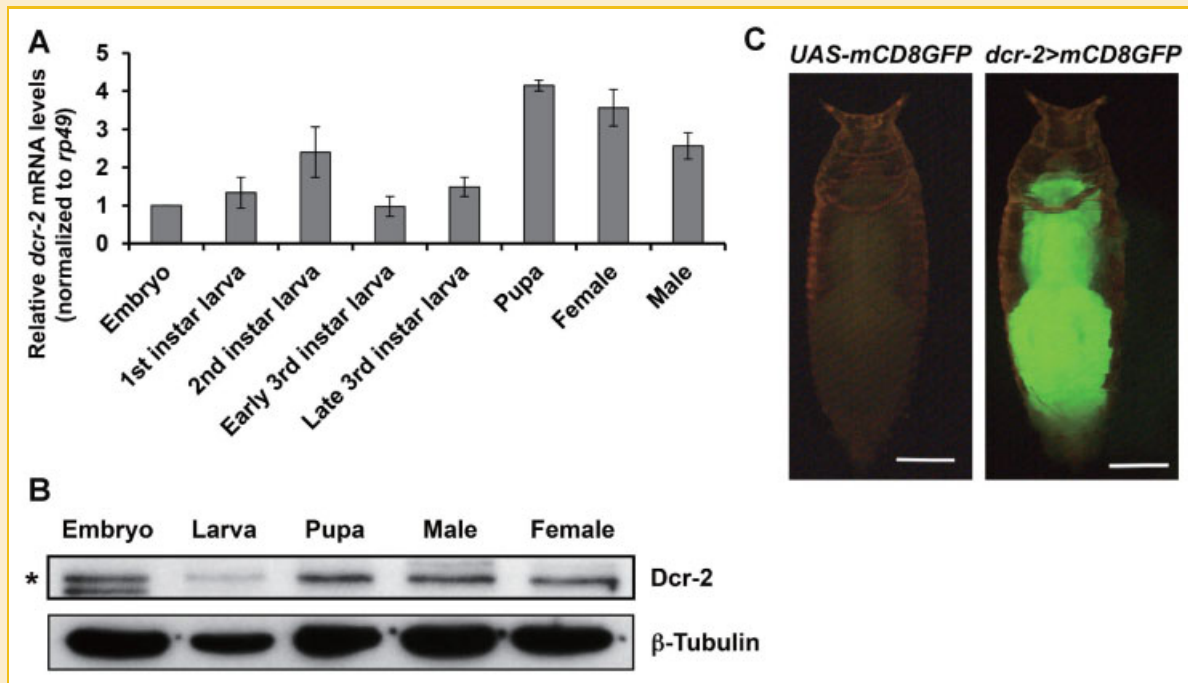 A
Relative dcr-2 mRNA levels
(normalized to rp49)
5
4
3
2
1
0
Embryo
1st instar larva
2nd instar larva
Early 3rd instar larva
Late 3rd instar larva
Pupa
Female
Male
B
Embryo Larva Pupa Male Female
* Dcr-2
β-Tubulin
C
UAS-mCD8GFP dcr-2>mCD8GFP